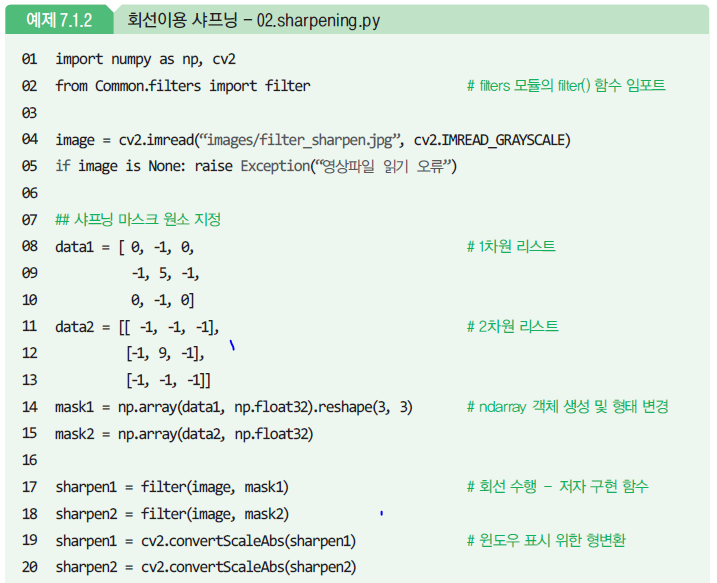 예제 7.1.2 회선이용 샤프닝 - 02.sharpening.py
01 import numpy as np, cv2
02 from Common.filters import filter # filters 모듈의 filter() 함수 임포트
03
04 image = cv2.imread(“images/filter_sharpen.jpg”, cv2.IMREAD_GRAYSCALE)
05 if image is None: raise Exception(“영상파일 읽기 오류”)
06
07 ## 샤프닝 마스크 원소 지정
08 data1 = [ 0, -1, 0, # 1차원 리스트
09 -1, 5, -1,
10 0, -1, 0]
11 data2 = [[ -1, -1, -1], # 2차원 리스트
12 [-1, 9, -1],
13 [-1, -1, -1]]
14 mask1 = np.array(data1, np.float32).reshape(3, 3) # ndarray 객체 생성 및 형태 변경
15 mask2 = np.array(data2, np.float32)
16
17 sharpen1 = filter(image, mask1) # 회선 수행 - 저자 구현 함수
18 sharpen2 = filter(image, mask2)
19 sharpen1 = cv2.convertScaleAbs(sharpen1) # 윈도우 표시 위한 형변환
20 sharpen2 = cv2.convertScaleAbs(sharpen2)